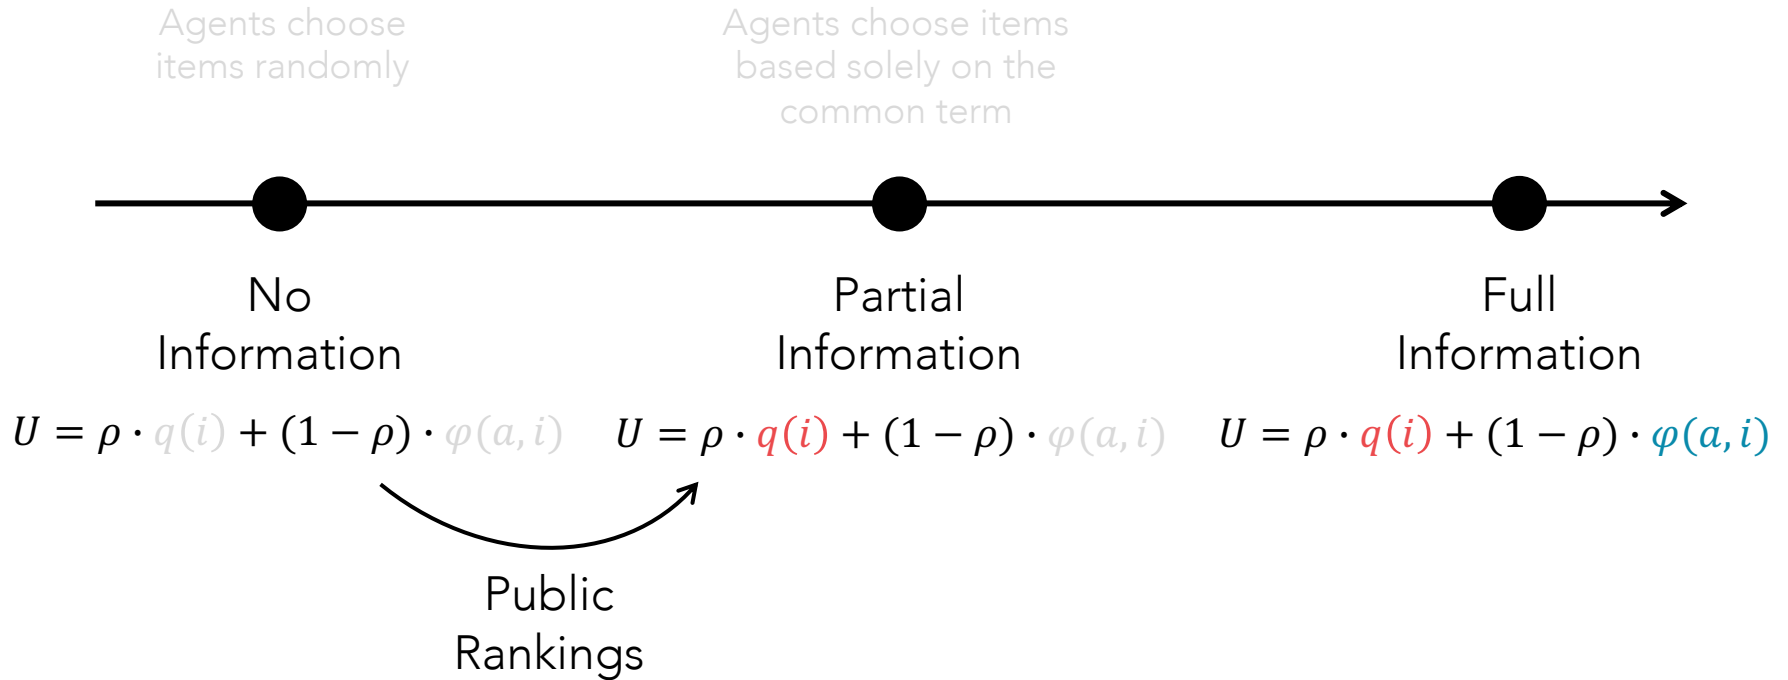 Agents choose
items randomly
Agents choose items
based solely on the
common term
No
Information
Partial
Information
Full
Information
U = ρ · q(i) + (1 − ρ) · φ(a, i)
U = ρ · q(i) + (1 − ρ) · φ(a, i)
U = ρ · q(i) + (1 − ρ) · φ(a, i)
Public
Rankings